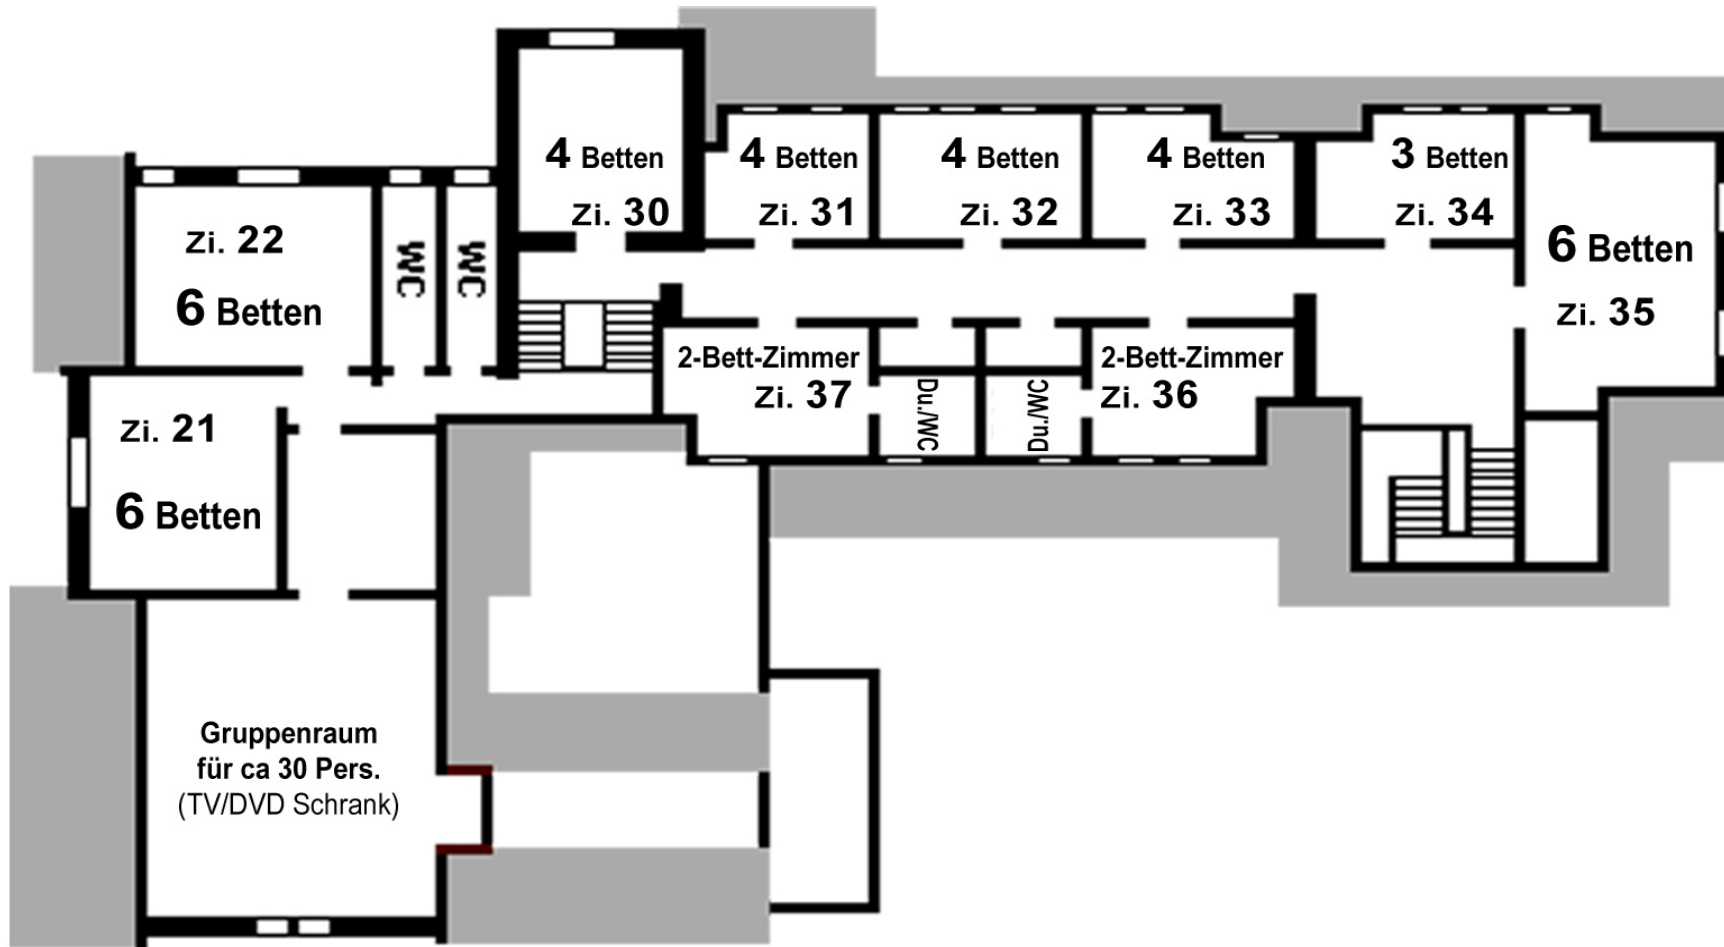 4 Betten
Zi. 30
4 Betten
Zi. 31
4 Betten
Zi. 32
4 Betten
Zi. 33
3 Betten
Zi. 34
6 Betten
Zi. 35
Zi. 22
6 Betten
WC
WC
2-Bett-Zimmer
Zi. 37
Du./WC
Du./WC
2-Bett-Zimmer
Zi. 36
Zi. 21
6 Betten
Gruppenraum
für ca 30 Pers.
(TV/DVD Schrank)